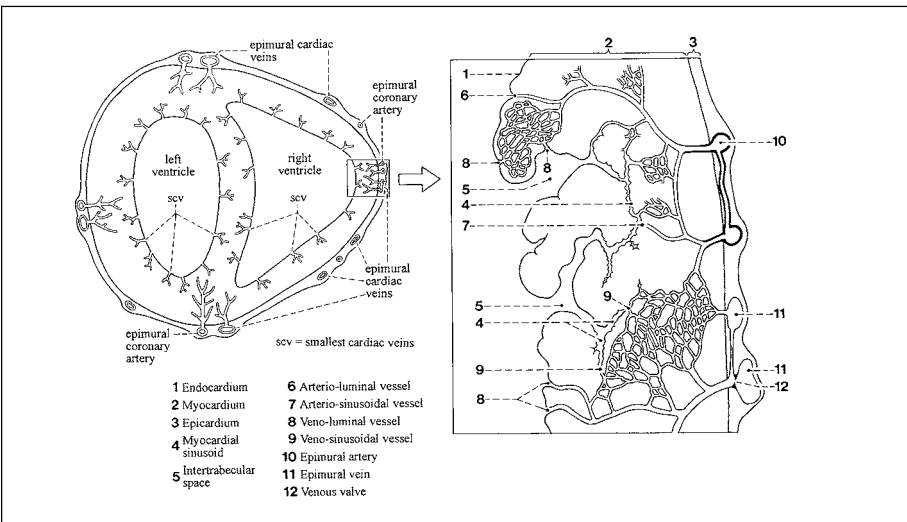 epimural cardiac
veins
epimural
coronary
artery
left
ventricle
scv
right
ventricle
scv
epimural
cardiac
veins
epimural
coronary
artery
scv = smallest cardiac veins
1 Endocardium
2 Myocardium
3 Epicardium
4 Myocardial
sinusoid
5 Intertrabecular
space
6 Arterio-luminal vessel
7 Arterio-sinusoidal vessel
8 Veno-luminal vessel
9 Veno-sinusoidal vessel
10 Epimural artery
11 Epimural vein
12 Venous valve
2
3
1
6
10
8
8
5
4
7
9
5
11
4
9
11
12
8